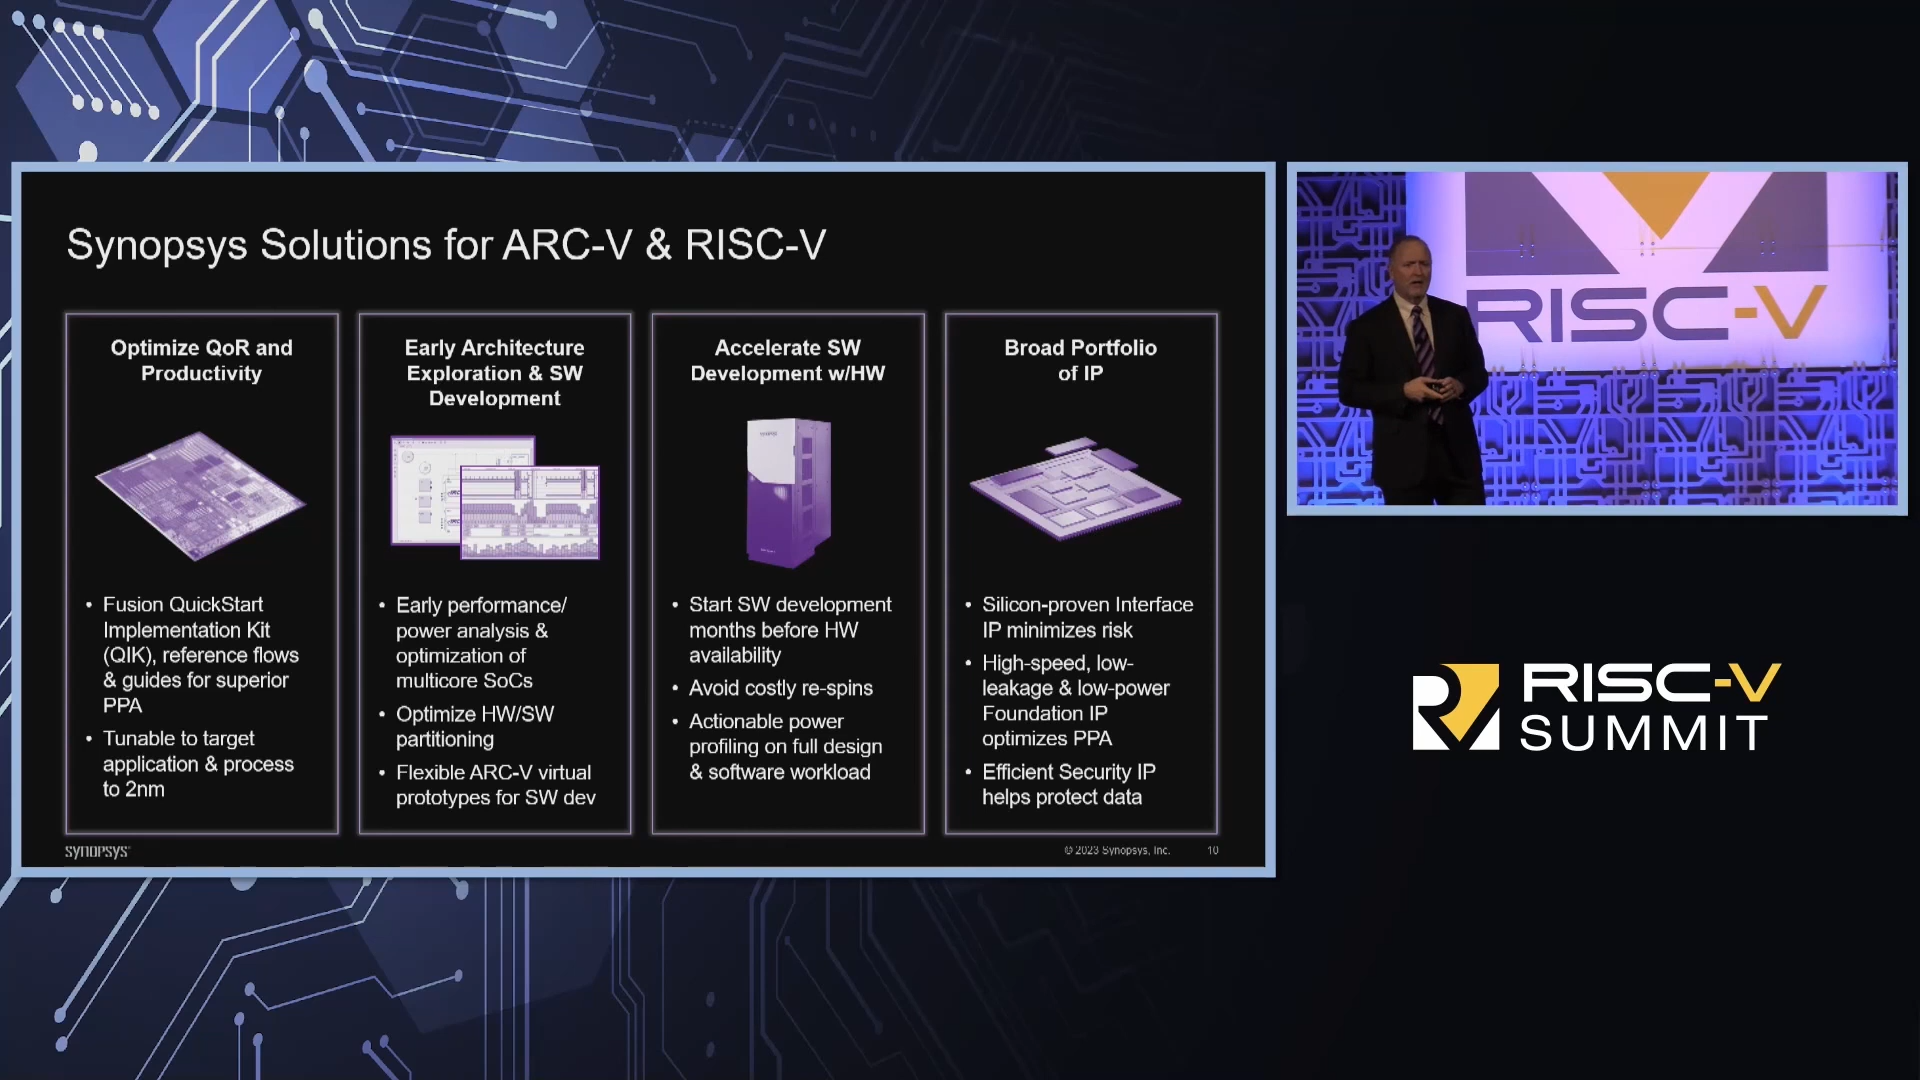 Synopsys Solutions for ARC-V & RISC-V
Optimize QoR and
Productivity
• Fusion QuickStart
Implementation Kit
(QIK), reference flows
& guides for superior
PPA
• Tunable to target
application & process
to 2nm
Early Architecture
Exploration & SW
Development
• Early performance/
power analysis &
optimization of
multicore SoCs
• Optimize HW/SW
partitioning
• Flexible ARC-V virtual
prototypes for SW dev
Accelerate SW
Development w/HW
• Start SW development
months before HW
availability
• Avoid costly re-spins
• Actionable power
profiling on full design
& software workload
Broad Portfolio
of IP
• Silicon-proven Interface
IP minimizes risk
• High-speed, low-
leakage & low-power
Foundation IP
optimizes PPA
• Efficient Security IP
helps protect data
SYNOPSYS®
© 2023 Synopsys, Inc. 10
RISC-V
RISC-V
SUMMIT